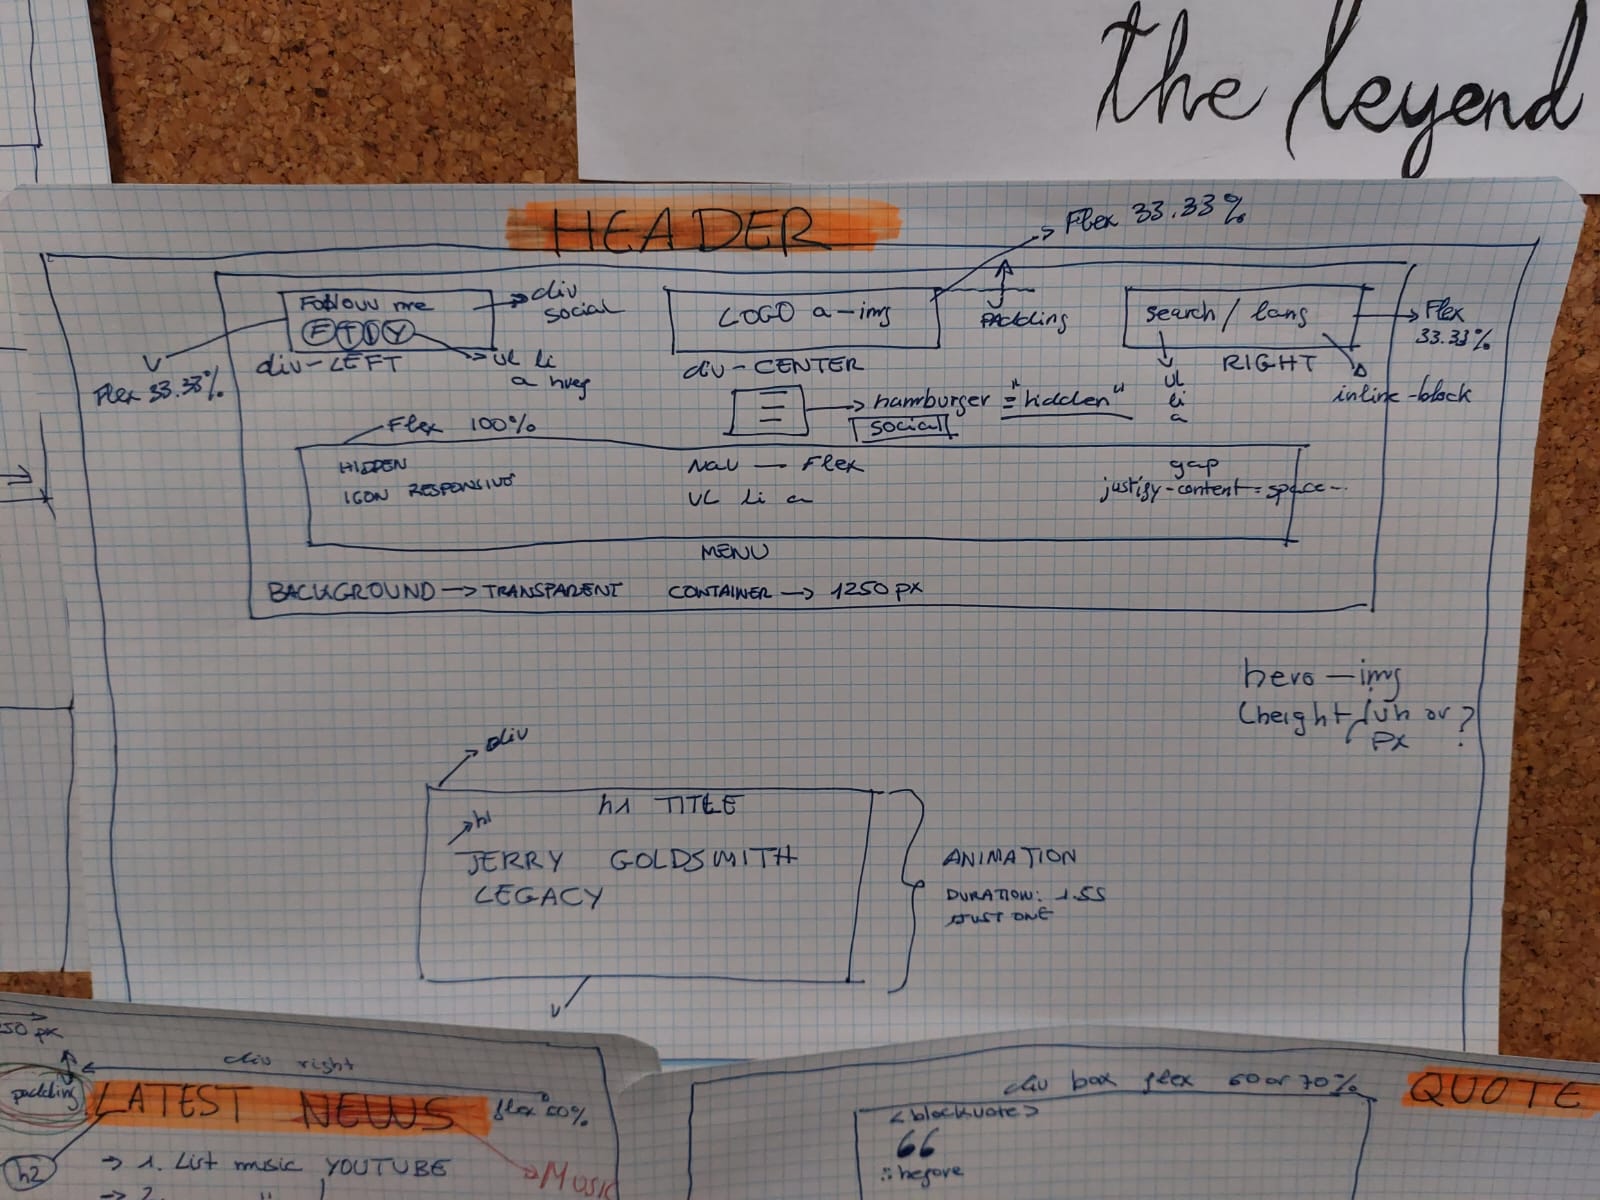 the leyend
HEADER
Flex 33.33%
Follow me
div
social
LOGO a-img
PAdding
search / lang
Flex
33.33%
F T I Y
div-LEFT
ul li
a href
div-CENTER
RIGHT
Flex 33.33%
ul
li
a
inline-block
hamburger = "hidden"
social
Flex 100%
HIDDEN
ICON RESPONSIVE
Nav — Flex
UL li a
gap
justify-content = space--
MENU
BACKGROUND → TRANSPARENT CONTAINER → 1250 px
hero — img
(height / vh or ?
px
div
h1 TITLE
h1
JERRY GOLDSMITH
LEGACY
ANIMATION
DURATION: 1.5S
JUST ONE
250 px
div right
padding
LATEST NEWS
flex 50%
h2
→ 1. List music YOUTUBE
→ 2.
Music
div box flex 60 or 70%
QUOTE
<blockuote>
66
::before